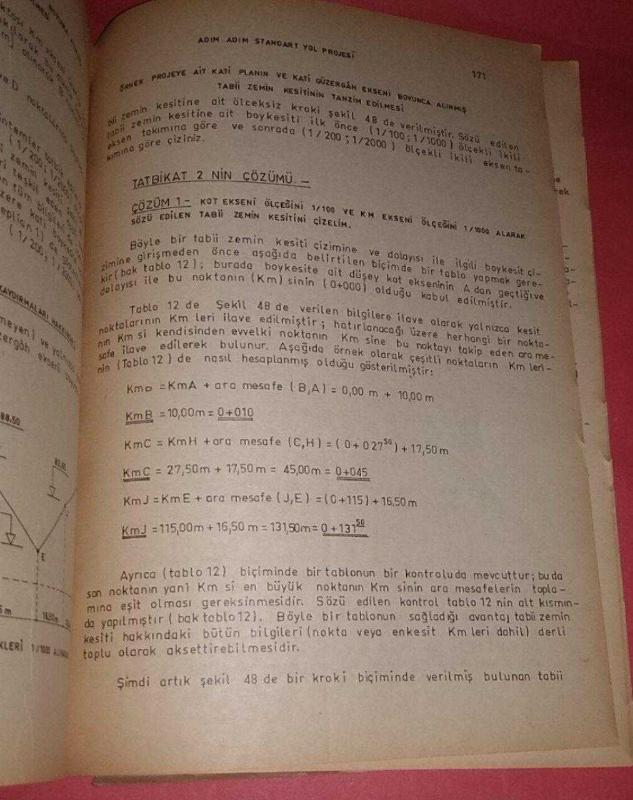 ADIM ADIM STANDART YOL PROJESİ
171
ÖRNEK PROJEYE AİT KATİ PLANIN VE KATİ GÜZERGÂH EKSENİ BOYUNCA ALINMIŞ
TABİİ ZEMİN KESİTİNİN TANZİM EDİLMESİ
bii zemin kesitine ait ölceksiz kroki şekil 48 de verilmiştir. Sözü edilen
tabii zemin kesitine ait boykesiti ilk önce (1/100;1/1000) ölçekli ikili
eksen takımına göre ve sonrada (1/200;1/2000) ölçekli ikili eksen ta-
kımına göre çiziniz.
TATBİKAT 2 NİN ÇÖZÜMÜ.-
ÇÖZÜM 1- KOT EKSENİ ÖLÇEĞİNİ 1/100 VE KM EKSENİ ÖLÇEĞİNİ 1/1000 ALARAK
SÖZÜ EDİLEN TABİİ ZEMİN KESİTİNİ ÇİZELİM.
Böyle bir tabii zemin kesiti çizimine ve dolayısı ile ilgili boykesit çi-
zimine girişmeden önce aşağıda belirtilen biçimde bir tablo yapmak gere-
kir (bak tablo 12); burada boykesite ait düşey kat ekseninin A dan geçtiği ve
dolayısı ile bu noktanın (Km) sinin (0+000) olduğu kabul edilmiştir.
Tablo 12 de Şekil 48 de verilen bilgilere ilave olarak yalnızca kesit
noktalarının Km leri ilave edilmiştir; hatırlanacağı üzere herhangi bir nokta-
nın Km si kendisinden evvelki noktanın Km sine bu noktayı takip eden ara me-
safe ilave edilerek bulunur. Aşağıda örnek olarak çeşitli noktaların Km leri-
nin (Tablo 12) de nasıl hesaplanmış olduğu gösterilmiştir:
=KmA + ara mesafe (B,A) = 0,00 m + 10,00m
KmB =10,00m = 0+010
KmC = KmH + ara mesafe (C,H) = (0+027⁵⁰) + 17,50m
KmC = 27,50m + 17,50m = 45,00m = 0+045
KmJ = KmE + ara mesafe (J,E) = (0+115) + 16,50m
KmJ = 115,00m + 16,50 m = 131,50m = 0+131⁵⁰
Ayrıca (tablo 12) biçiminde bir tablonun bir kontrolu da mevcuttur; bu da
son noktanın yani Km si en büyük noktanın Km sinin ara mesafelerin topla-
mına eşit olması gereksinmesidir. Sözü edilen kontrol tablo 12 nin alt kısmın-
da yapılmıştır (bak tablo 12). Böyle bir tablonun sağladığı avantaj tabii zemin
kesiti hakkındaki bütün bilgileri (nokta veya enkesit Km leri dahil) derli
toplu olarak aksettirebilmesidir.
Şimdi artık şekil 48 de bir kroki biçiminde verilmiş bulunan tabii